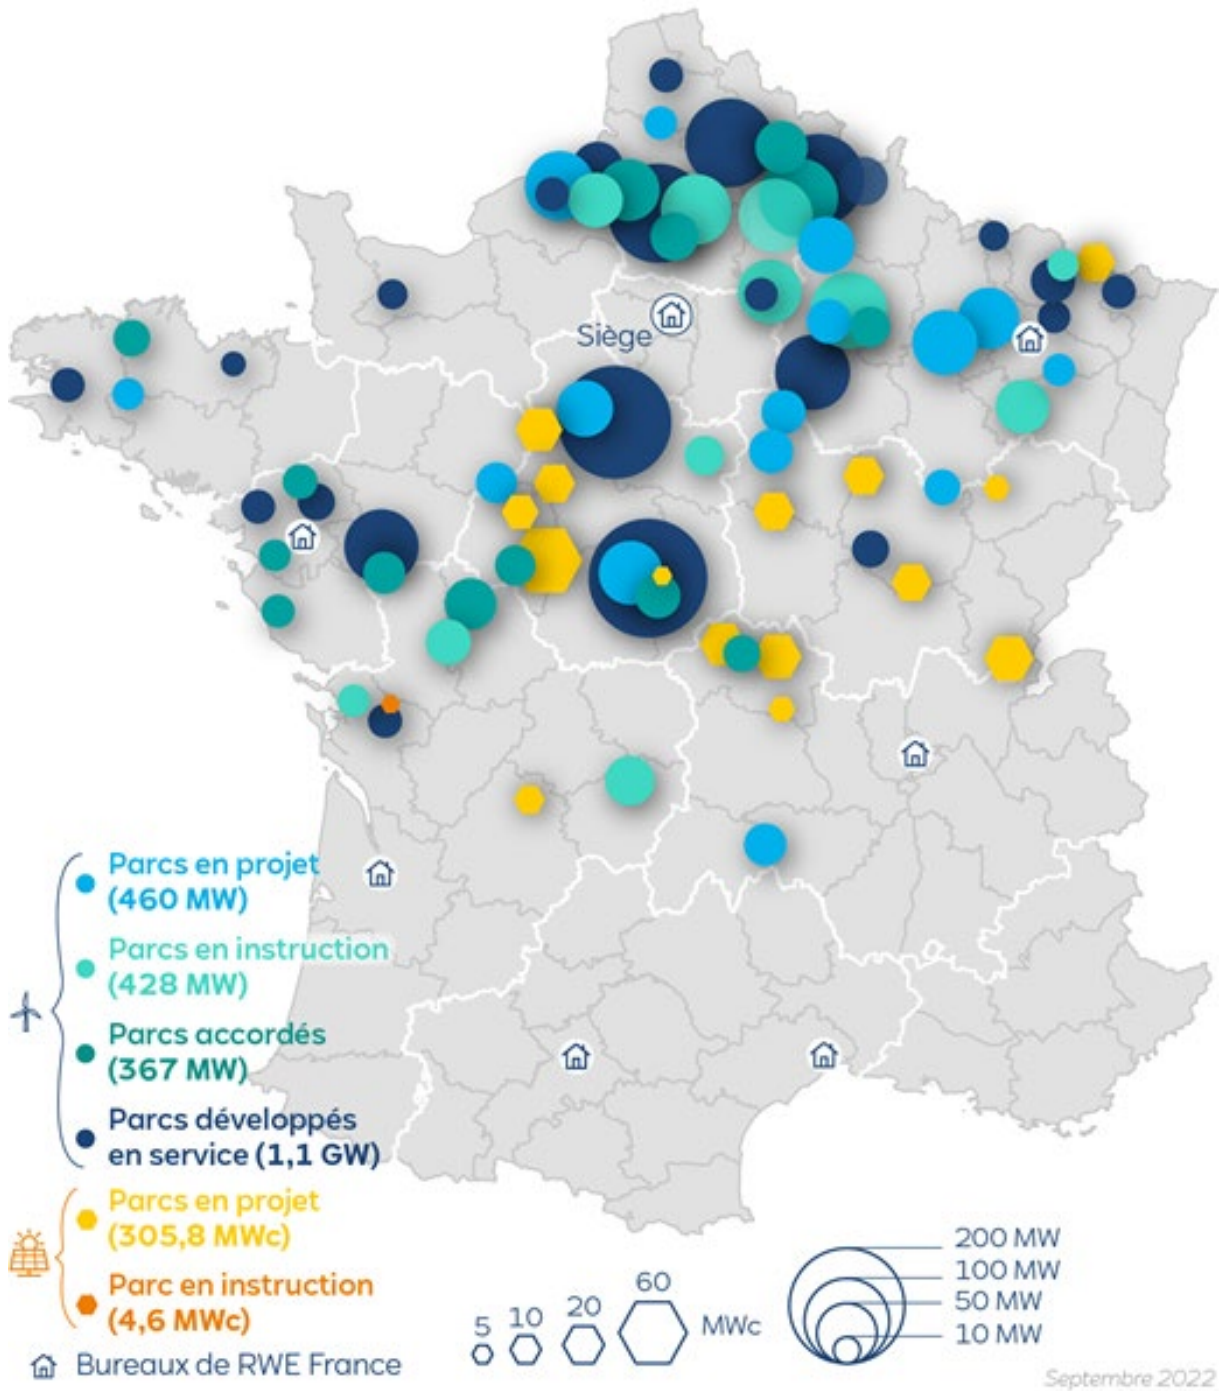 Siège
Parcs en projet
(460 MW)
Parcs en instruction
(428 MW)
Parcs accordés
(367 MW)
Parcs développés
en service (1,1 GW)
Parcs en projet
(305,8 MWc)
Parc en instruction
(4,6 MWc)
Bureaux de RWE France
5 10 20 60 MWc
200 MW
100 MW
50 MW
10 MW
Septembre 2022